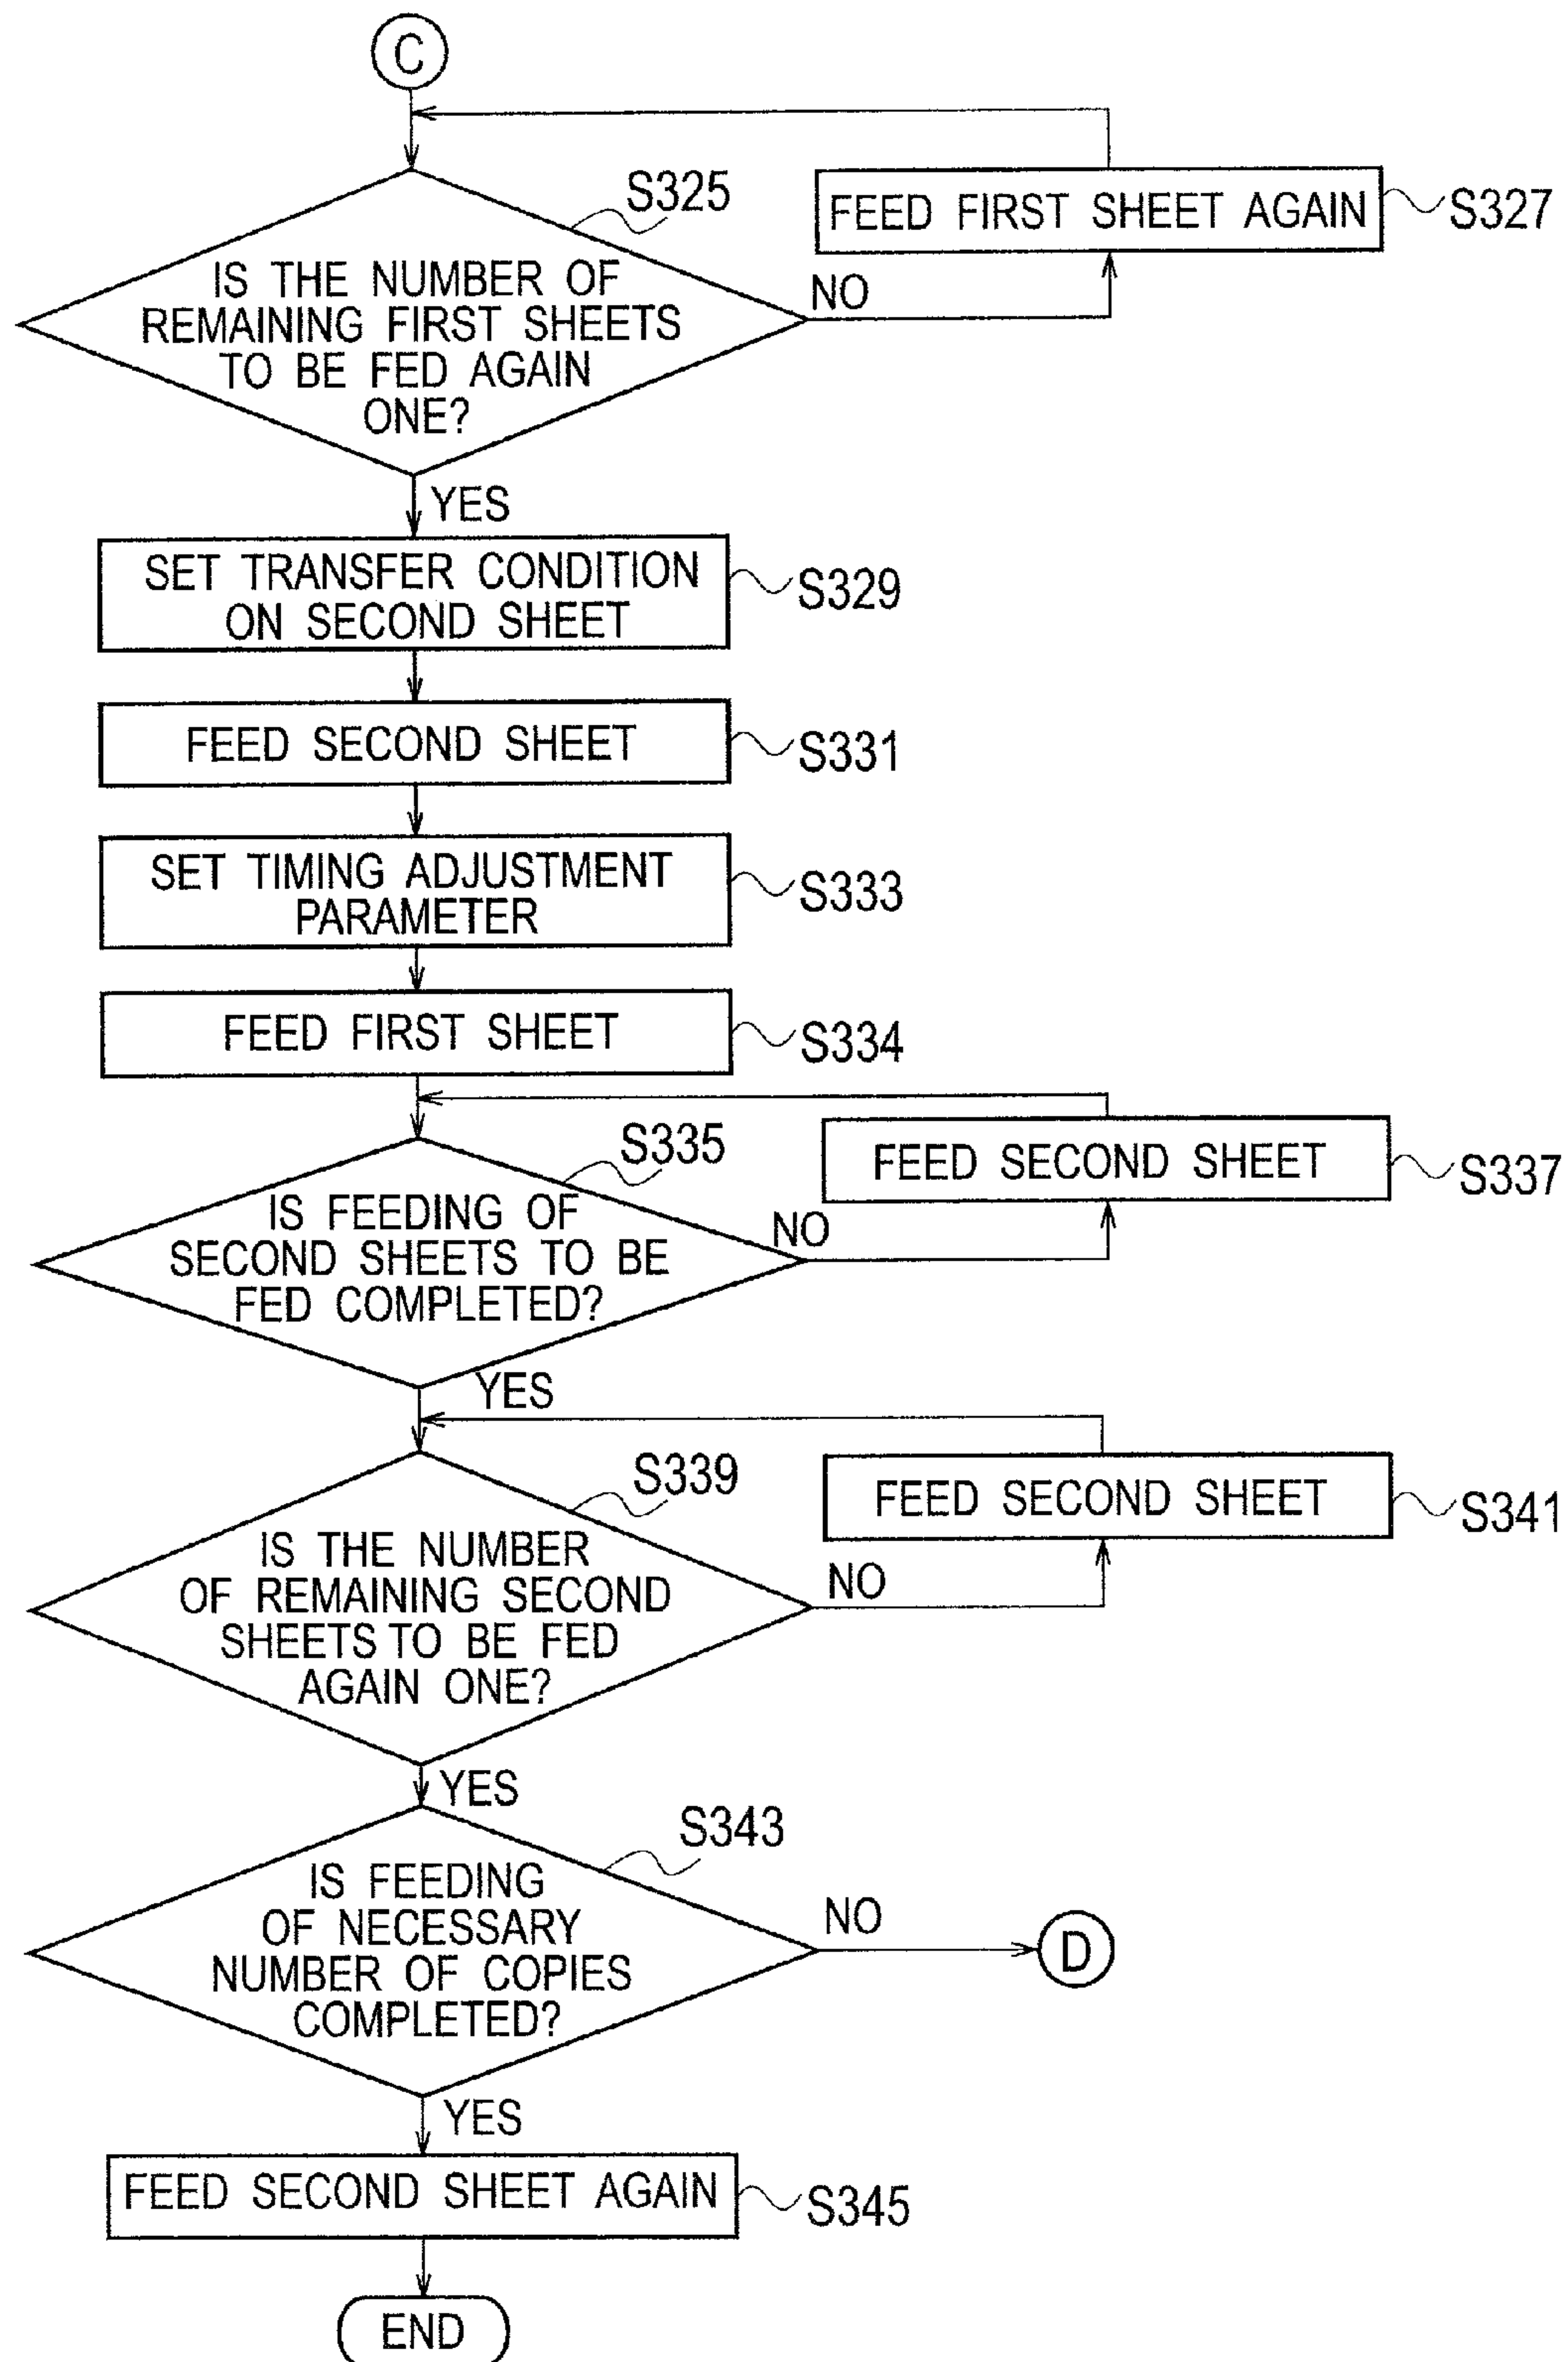 C
S325
FEED FIRST SHEET AGAIN
S327
IS THE NUMBER OF
REMAINING FIRST SHEETS
TO BE FED AGAIN
ONE?
NO
YES
SET TRANSFER CONDITION
ON SECOND SHEET
S329
FEED SECOND SHEET
S331
SET TIMING ADJUSTMENT
PARAMETER
S333
FEED FIRST SHEET
S334
S335
FEED SECOND SHEET
S337
IS FEEDING OF
SECOND SHEETS TO BE
FED COMPLETED?
NO
YES
S339
FEED SECOND SHEET
S341
IS THE NUMBER
OF REMAINING SECOND
SHEETS TO BE FED
AGAIN ONE?
NO
YES
S343
IS FEEDING
OF NECESSARY
NUMBER OF COPIES
COMPLETED?
NO
D
YES
FEED SECOND SHEET AGAIN
S345
END